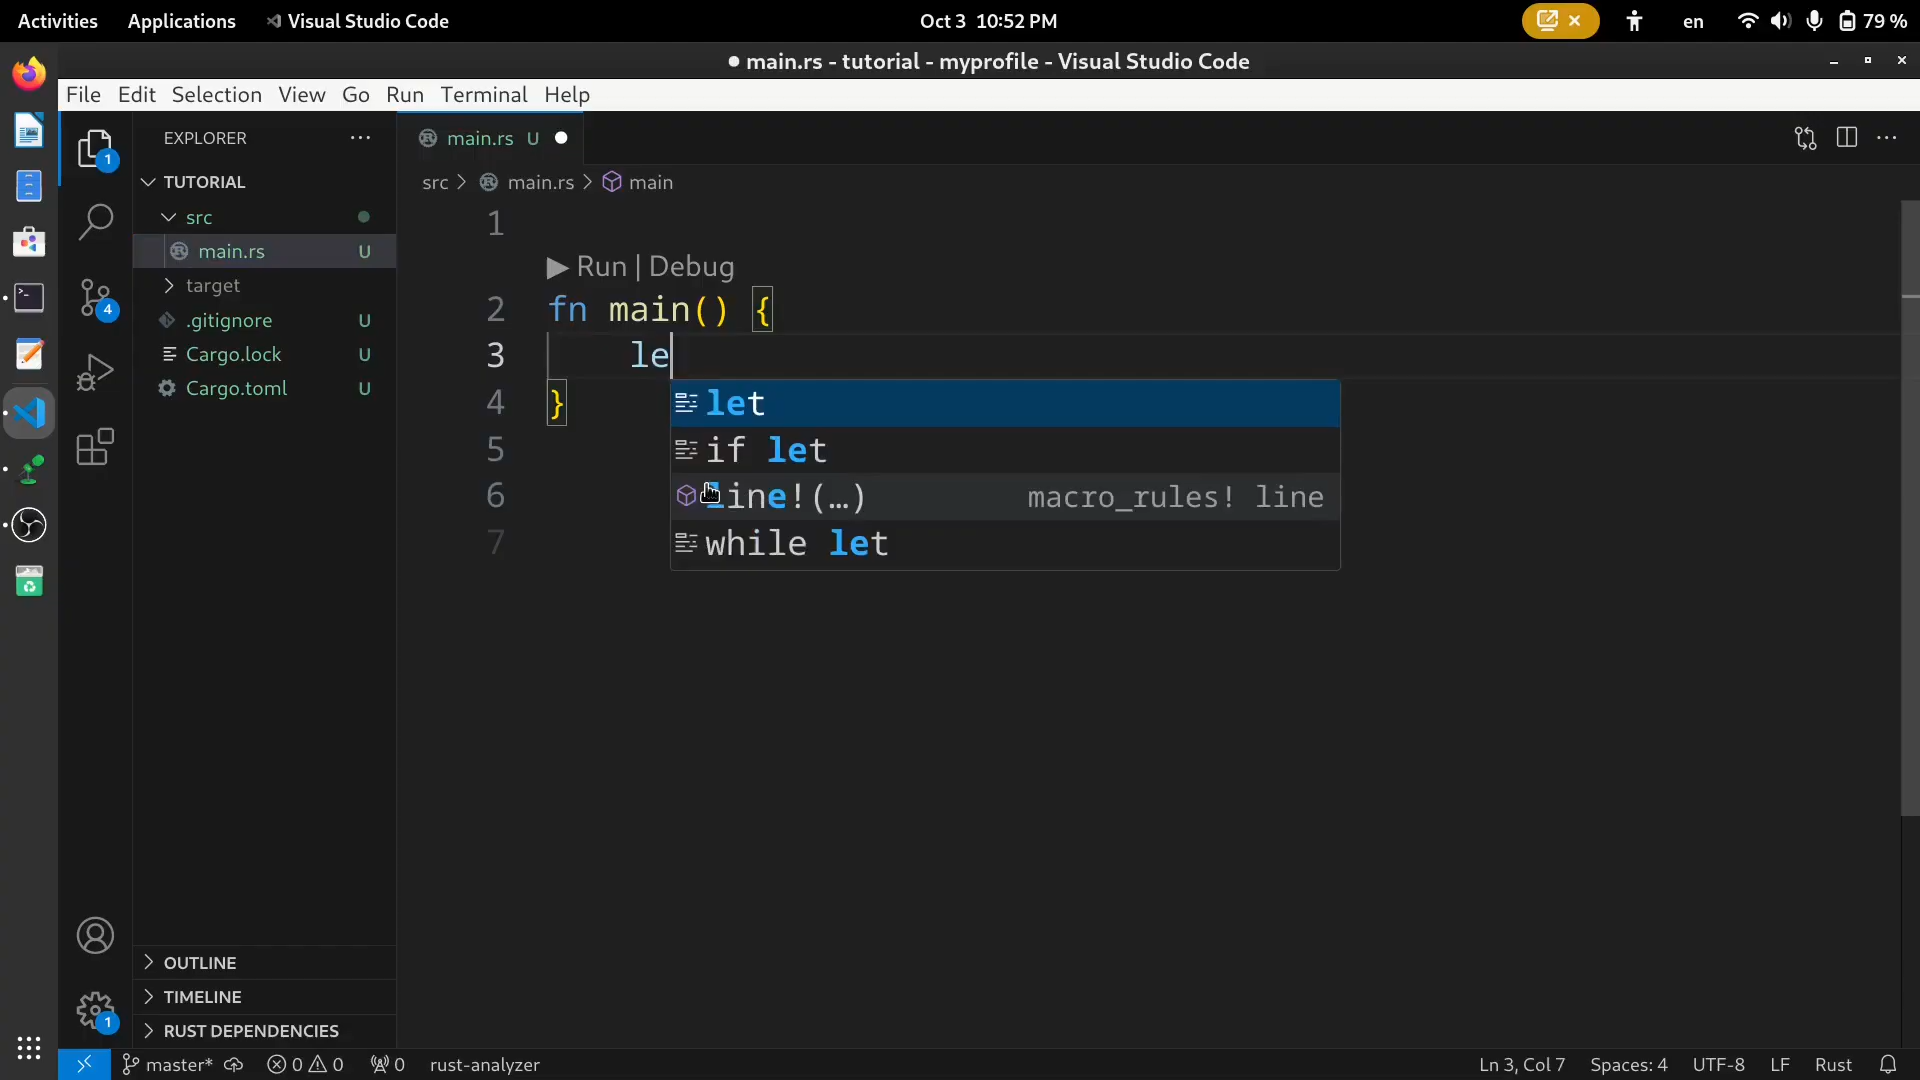 Activities Applications Visual Studio Code Oct 3 10:52 PM en 79 %
main.rs - tutorial - myprofile - Visual Studio Code
File Edit Selection View Go Run Terminal Help
EXPLORER
main.rs U
TUTORIAL
src > main.rs > main
src
main.rs U
target
.gitignore U
Cargo.lock U
Cargo.toml U
OUTLINE
TIMELINE
RUST DEPENDENCIES
1
4
1
1
Run | Debug
2 fn main() {
3 le
4 }
5
6
7
let
if let
line!(…) macro_rules! line
while let
master* 0 0 0 rust-analyzer Ln 3, Col 7 Spaces: 4 UTF-8 LF Rust